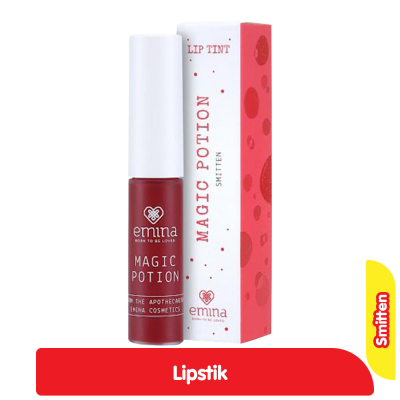 LIP TINT
MAGIC POTION
SMITTEN
emina
BORN TO BE LOVED
emina
BORN TO BE LOVED
MAGIC
POTION
FROM THE APOTHECARY
EMINA COSMETICS
Smitten
Lipstik